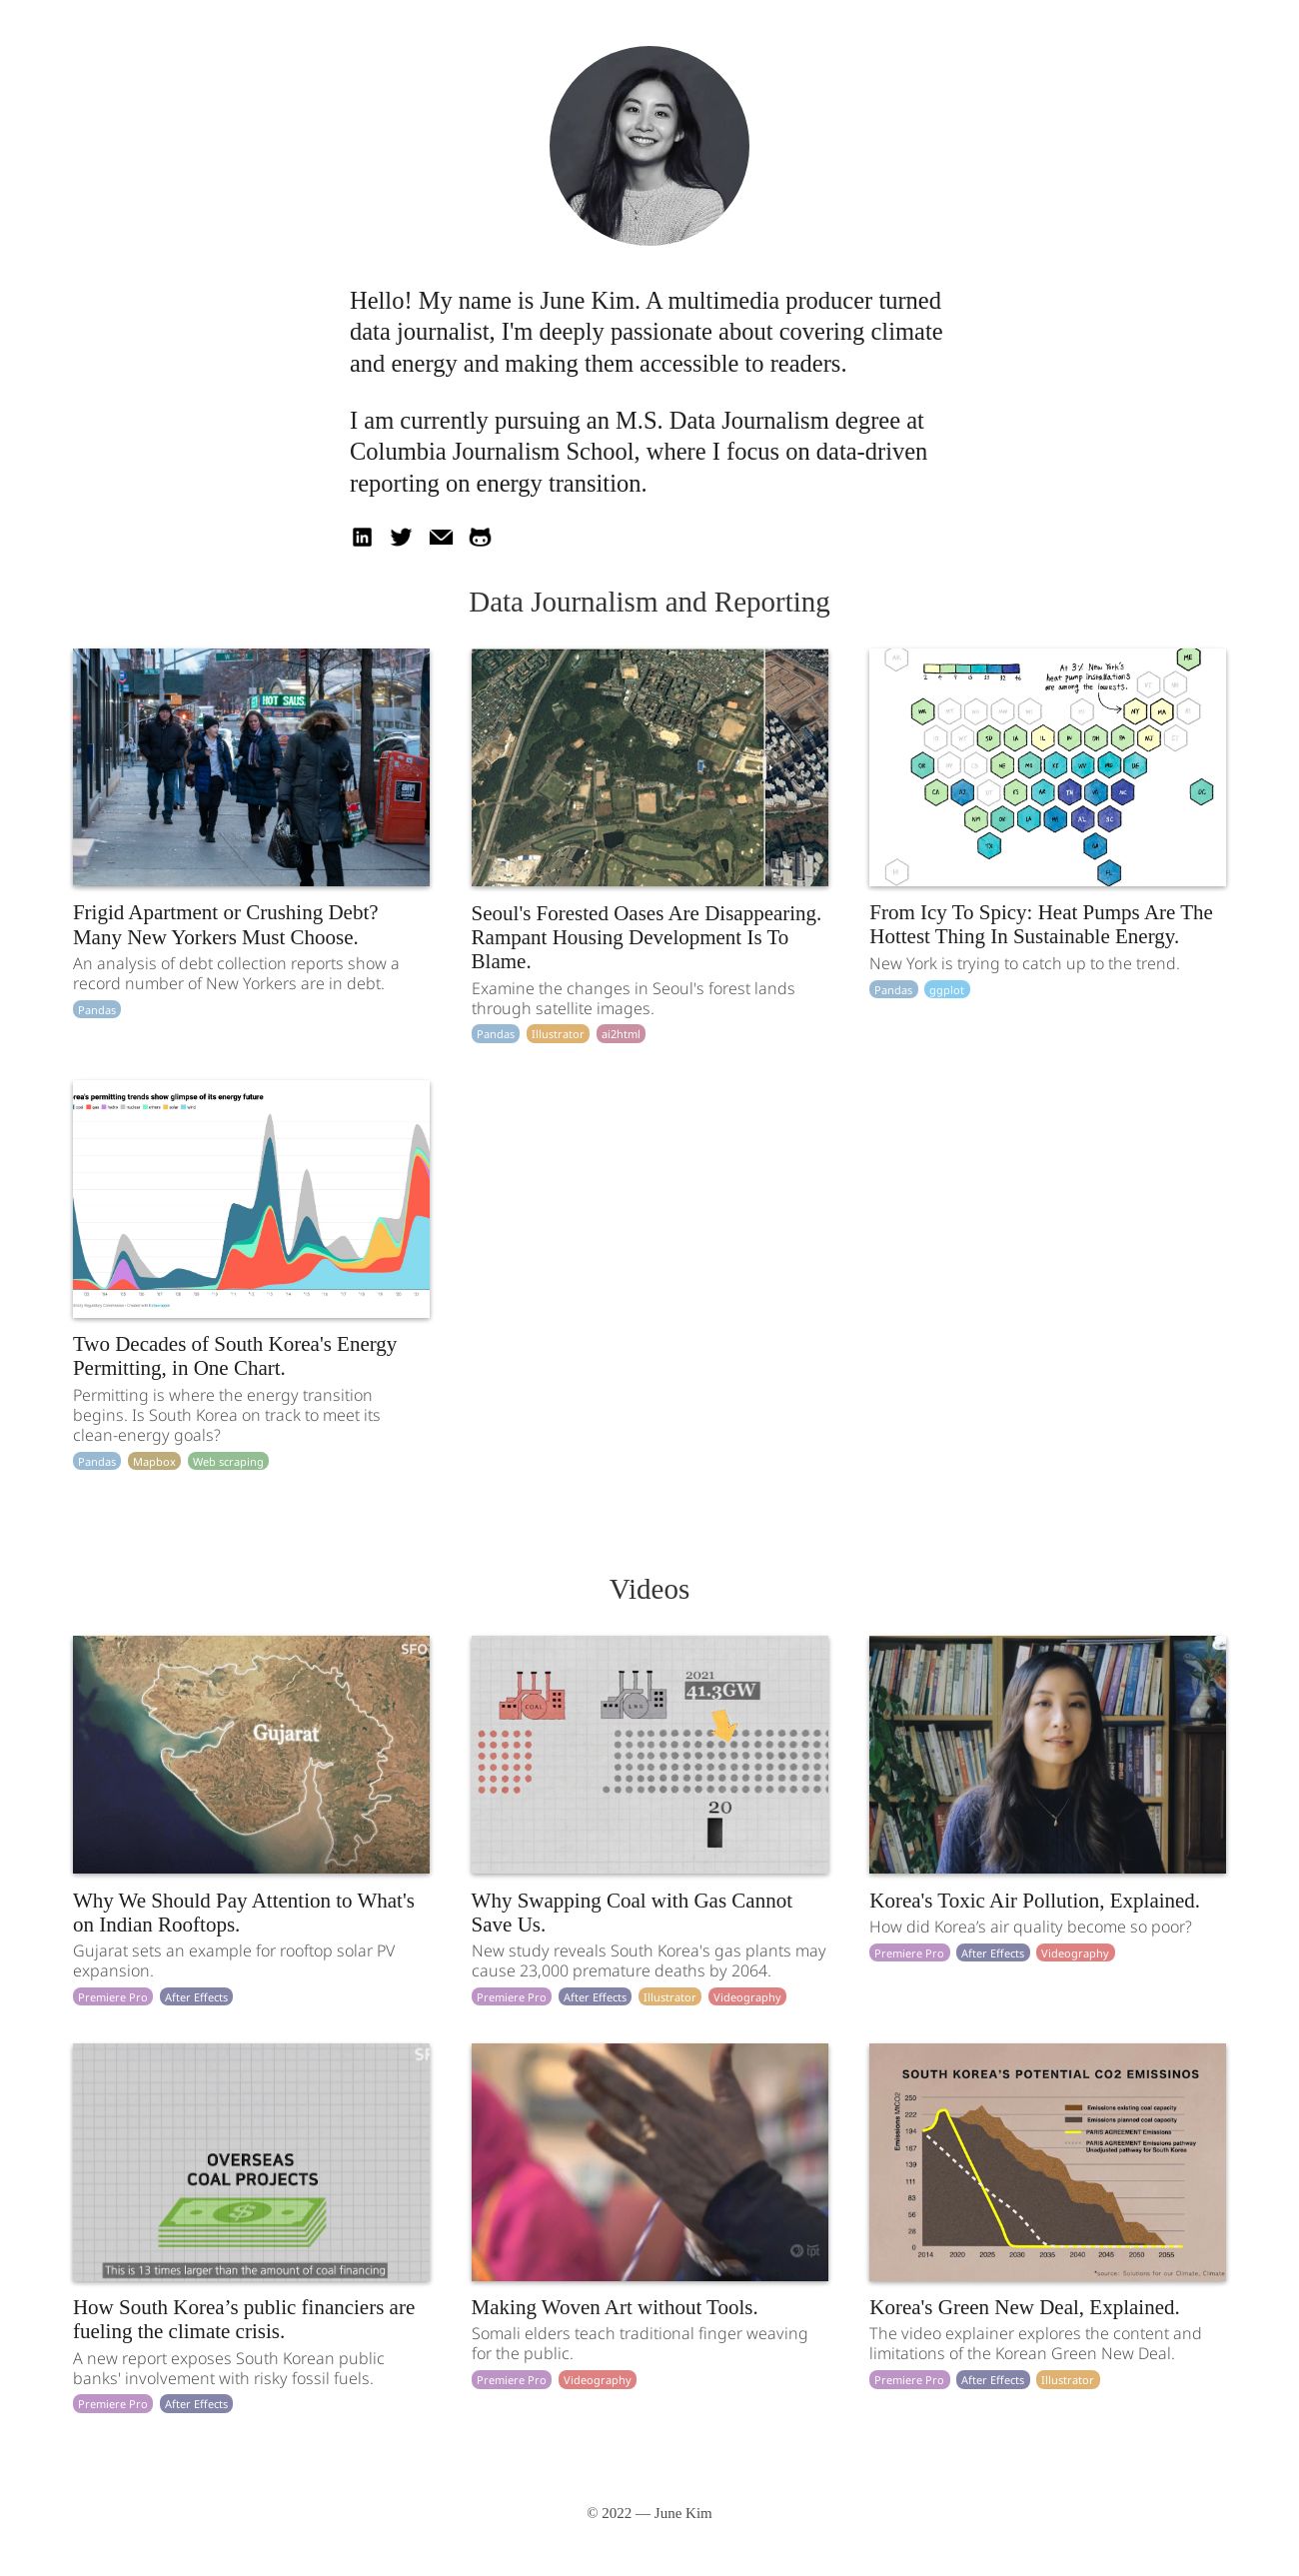 Hello! My name is June Kim. A multimedia producer turned
data journalist, I'm deeply passionate about covering climate
and energy and making them accessible to readers.
I am currently pursuing an M.S. Data Journalism degree at
Columbia Journalism School, where I focus on data-driven
reporting on energy transition.
in
Data Journalism and Reporting
HOT SAUS
At 3% New York's
heat pump installations
are among the lowests.
ME
NY MA
Frigid Apartment or Crushing Debt?
Many New Yorkers Must Choose.
An analysis of debt collection reports show a
record number of New Yorkers are in debt.
Pandas
Seoul's Forested Oases Are Disappearing.
Rampant Housing Development Is To
Blame.
Examine the changes in Seoul's forest lands
through satellite images.
Pandas Illustrator ai2html
From Icy To Spicy: Heat Pumps Are The
Hottest Thing In Sustainable Energy.
New York is trying to catch up to the trend.
Pandas ggplot
rea's permitting trends show glimpse of its energy future
coal gas hydro nuclear others solar wind
Two Decades of South Korea's Energy
Permitting, in One Chart.
Permitting is where the energy transition
begins. Is South Korea on track to meet its
clean-energy goals?
Pandas Mapbox Web scraping
Videos
SFO
Gujarat
Why We Should Pay Attention to What's
on Indian Rooftops.
Gujarat sets an example for rooftop solar PV
expansion.
Premiere Pro After Effects
2021
41.3GW
COAL
LNG
20
Why Swapping Coal with Gas Cannot
Save Us.
New study reveals South Korea's gas plants may
cause 23,000 premature deaths by 2064.
Premiere Pro After Effects Illustrator Videography
Korea's Toxic Air Pollution, Explained.
How did Korea’s air quality become so poor?
Premiere Pro After Effects Videography
SF
OVERSEAS
COAL PROJECTS
This is 13 times larger than the amount of coal financing
How South Korea’s public financiers are
fueling the climate crisis.
A new report exposes South Korean public
banks' involvement with risky fossil fuels.
Premiere Pro After Effects
tpt
Making Woven Art without Tools.
Somali elders teach traditional finger weaving
for the public.
Premiere Pro Videography
SOUTH KOREA'S POTENTIAL CO2 EMISSINOS
Emissions MtCO2
250
222
194
167
139
111
83
56
28
0
2014 2020 2025 2030 2035 2040 2045 2050 2055
Emissions existing coal capacity
Emissions planned coal capacity
PARIS AGREEMENT Emissions
PARIS AGREEMENT Emissions pathway
Unadjusted pathway for South Korea
*source: Solutions for our Climate, Climate
Korea's Green New Deal, Explained.
The video explainer explores the content and
limitations of the Korean Green New Deal.
Premiere Pro After Effects Illustrator
© 2022 — June Kim